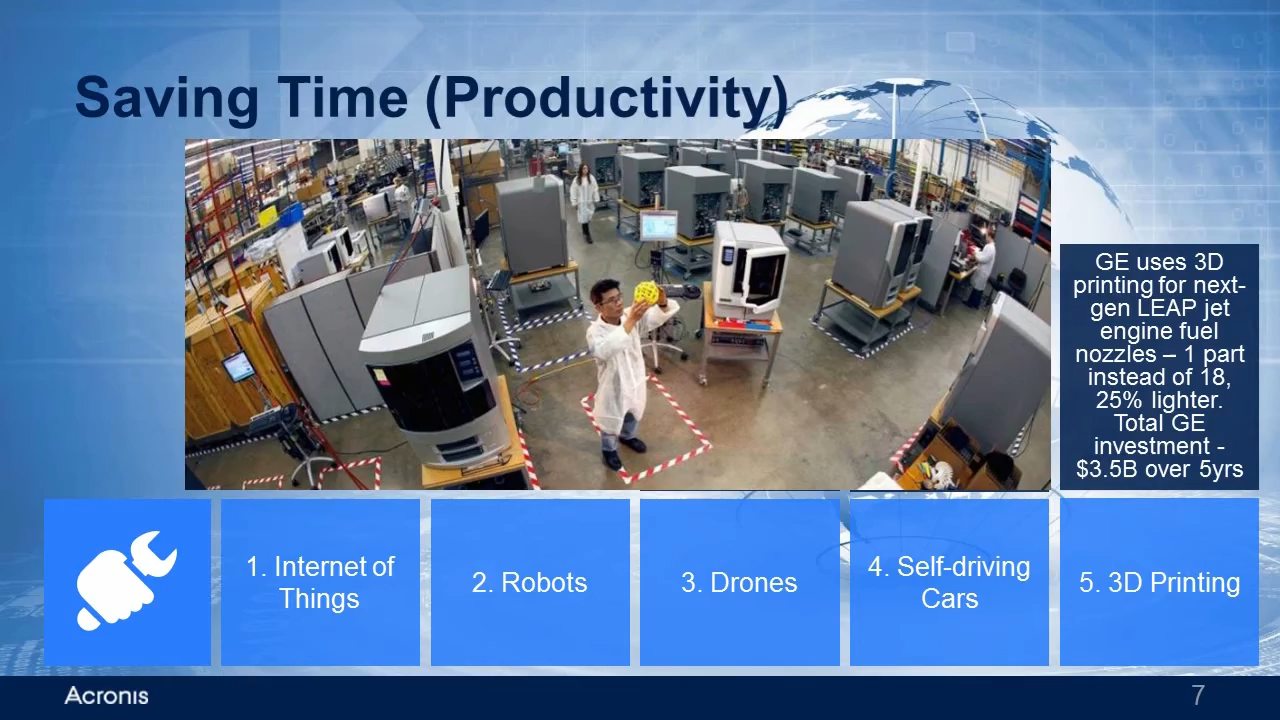 Saving Time (Productivity)
GE uses 3D
printing for next-
gen LEAP jet
engine fuel
nozzles – 1 part
instead of 18,
25% lighter.
Total GE
investment -
$3.5B over 5yrs
1. Internet of
Things
2. Robots
3. Drones
4. Self-driving
Cars
5. 3D Printing
Acronis
7